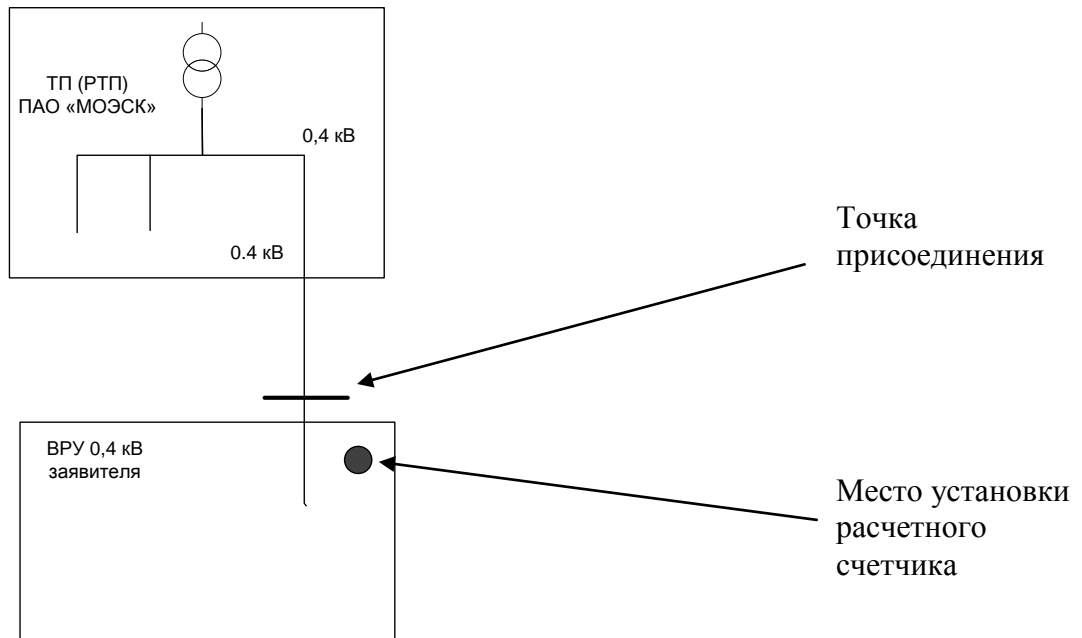 ТП (РТП)
ПАО «МОЭСК»
0,4 кВ
0.4 кВ
Точка
присоединения
ВРУ 0,4 кВ
заявителя
Место установки
расчетного
счетчика